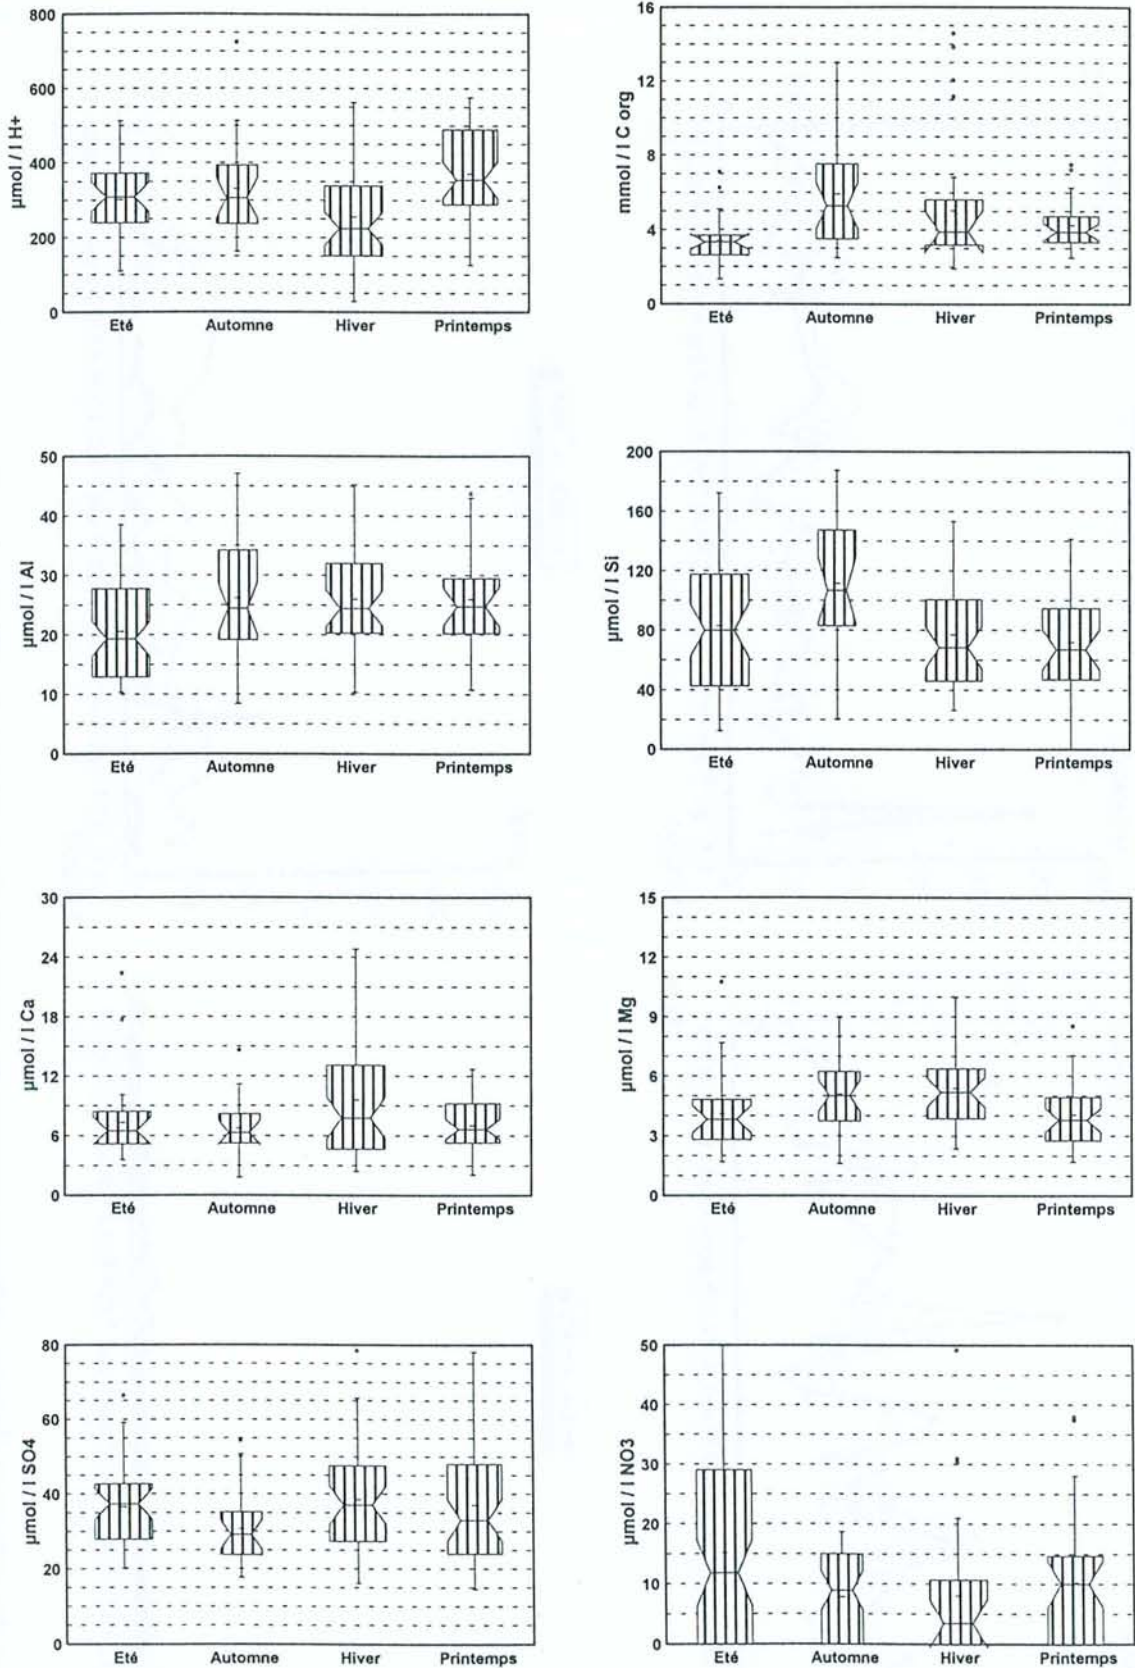 800
600
400
200
0
µmol / l H+
Eté Automne Hiver Printemps
16
12
8
4
0
mmol / l C org
Eté Automne Hiver Printemps
50
40
30
20
10
0
µmol / l Al
Eté Automne Hiver Printemps
200
160
120
80
40
0
µmol / l Si
Eté Automne Hiver Printemps
30
24
18
12
6
0
µmol / l Ca
Eté Automne Hiver Printemps
15
12
9
6
3
0
µmol / l Mg
Eté Automne Hiver Printemps
80
60
40
20
0
µmol / l SO4
Eté Automne Hiver Printemps
50
40
30
20
10
0
µmol / l NO3
Eté Automne Hiver Printemps